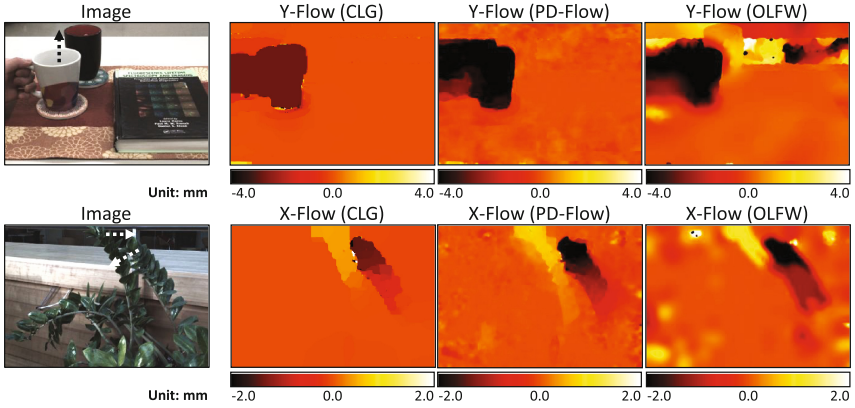 Image Y-Flow (CLG) Y-Flow (PD-Flow) Y-Flow (OLFW)
-4.0 0.0 4.0 -4.0 0.0 4.0 -4.0 0.0 4.0
Unit: mm
Image X-Flow (CLG) X-Flow (PD-Flow) X-Flow (OLFW)
-2.0 0.0 2.0 -2.0 0.0 2.0 -2.0 0.0 2.0
Unit: mm